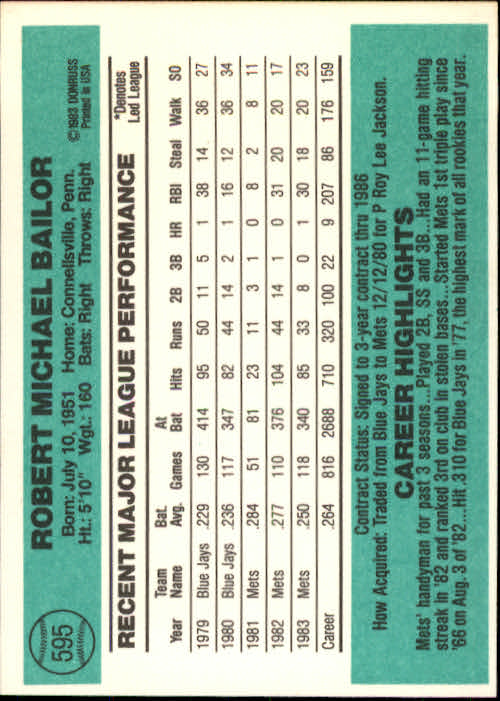 595
ROBERT MICHAEL BAILOR
Born: July 10, 1951 Home: Connellsville, Penn.
Ht.: 5'10" Wgt.: 160 Bats: Right Throws: Right
© 1983 DONRUSS
Printed in USA
RECENT MAJOR LEAGUE PERFORMANCE
*Denotes
Led League
Year Team Name Bat. Avg. Games At Bat Hits Runs 2B 3B HR RBI Steal Walk SO
1979 Blue Jays .229 130 414 95 50 11 5 1 38 14 36 27
1980 Blue Jays .236 117 347 82 44 14 2 1 16 12 36 34
1981 Mets .284 51 81 23 11 3 1 0 8 2 8 11
1982 Mets .277 110 376 104 44 14 1 0 31 20 20 17
1983 Mets .250 118 340 85 33 8 0 1 30 18 20 23
Career .264 816 2688 710 320 100 22 9 207 86 176 159
Contract Status: Signed to 3-year contract thru 1986
How Acquired: Traded from Blue Jays to Mets 12/12/80 for P Roy Lee Jackson.
CAREER HIGHLIGHTS
Mets' handyman for past 3 seasons...Played 2B, SS and 3B...Had an 11-game hitting
streak in '82 and ranked 3rd on club in stolen bases...Started Mets 1st triple play since
'66 on Aug. 3 of '82...Hit .310 for Blue Jays in '77, the highest mark of all rookies that year.